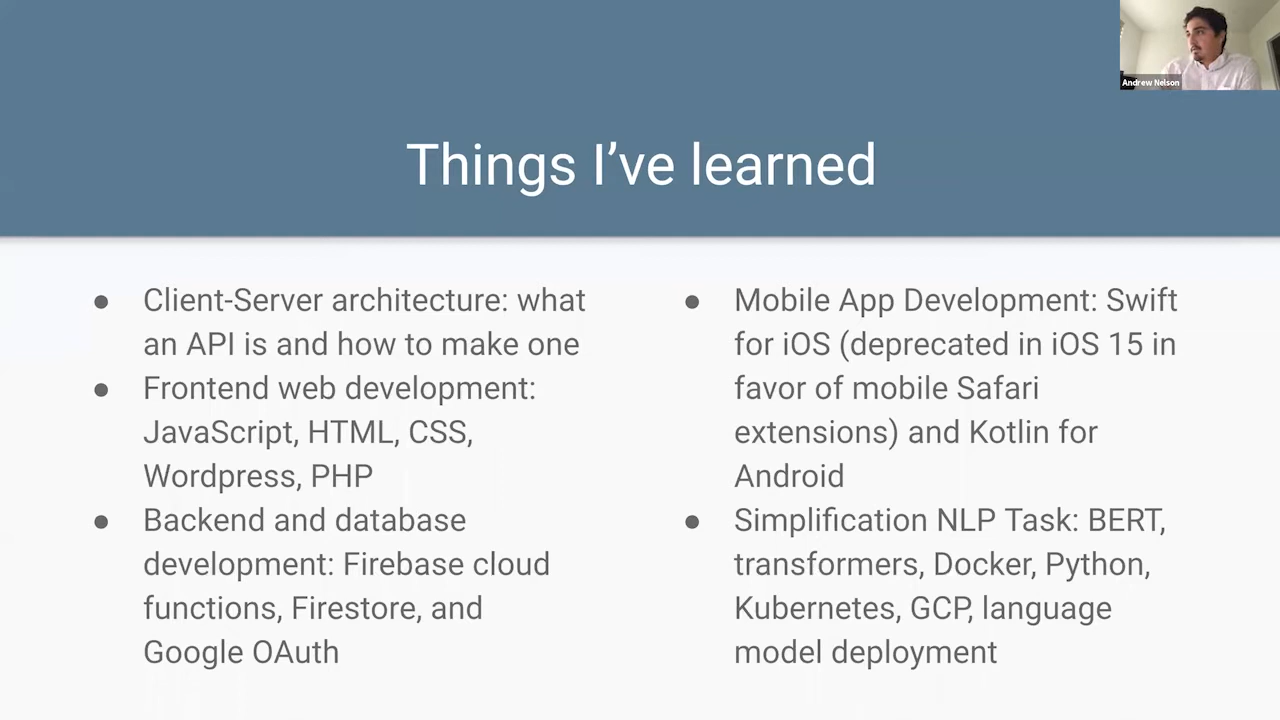 Andrew Nelson
Things I’ve learned
● Client-Server architecture: what
an API is and how to make one
● Frontend web development:
JavaScript, HTML, CSS,
Wordpress, PHP
● Backend and database
development: Firebase cloud
functions, Firestore, and
Google OAuth
● Mobile App Development: Swift
for iOS (deprecated in iOS 15 in
favor of mobile Safari
extensions) and Kotlin for
Android
● Simplification NLP Task: BERT,
transformers, Docker, Python,
Kubernetes, GCP, language
model deployment